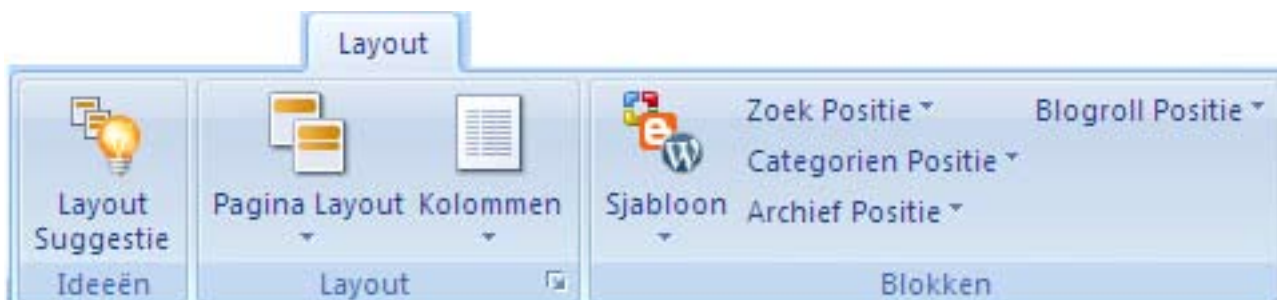 Layout
Layout
Suggestie
Ideeën
Pagina Layout
Kolommen
Layout
Sjabloon
Zoek Positie
Categorien Positie
Archief Positie
Blogroll Positie
Blokken